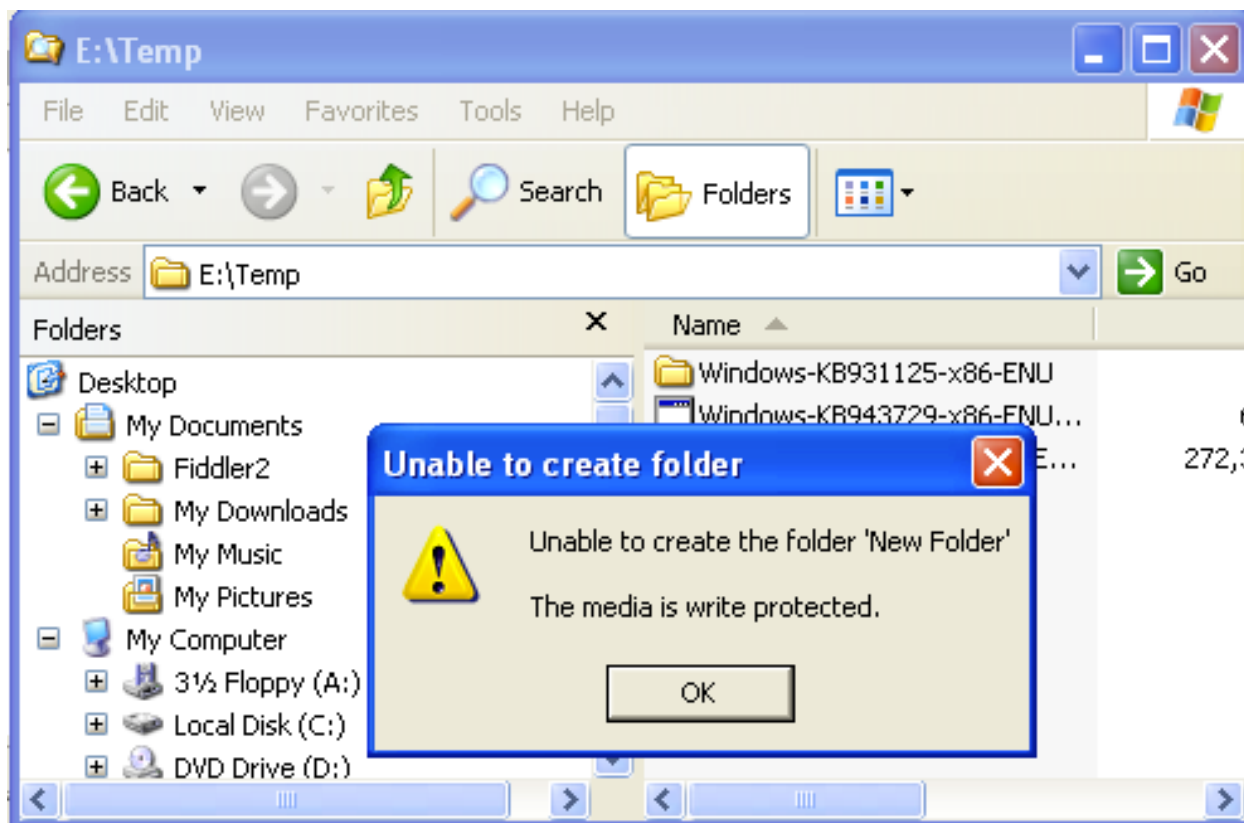 E:\Temp
File Edit View Favorites Tools Help
Back Search Folders
Address E:\Temp Go
Folders
Name
Desktop
My Documents
Fiddler2
My Downloads
My Music
My Pictures
My Computer
3½ Floppy (A:)
Local Disk (C:)
DVD Drive (D:)
Windows-KB931125-x86-ENU
Windows-KB943729-x86-ENU...
E...
272,
Unable to create folder
Unable to create the folder 'New Folder'
The media is write protected.
OK